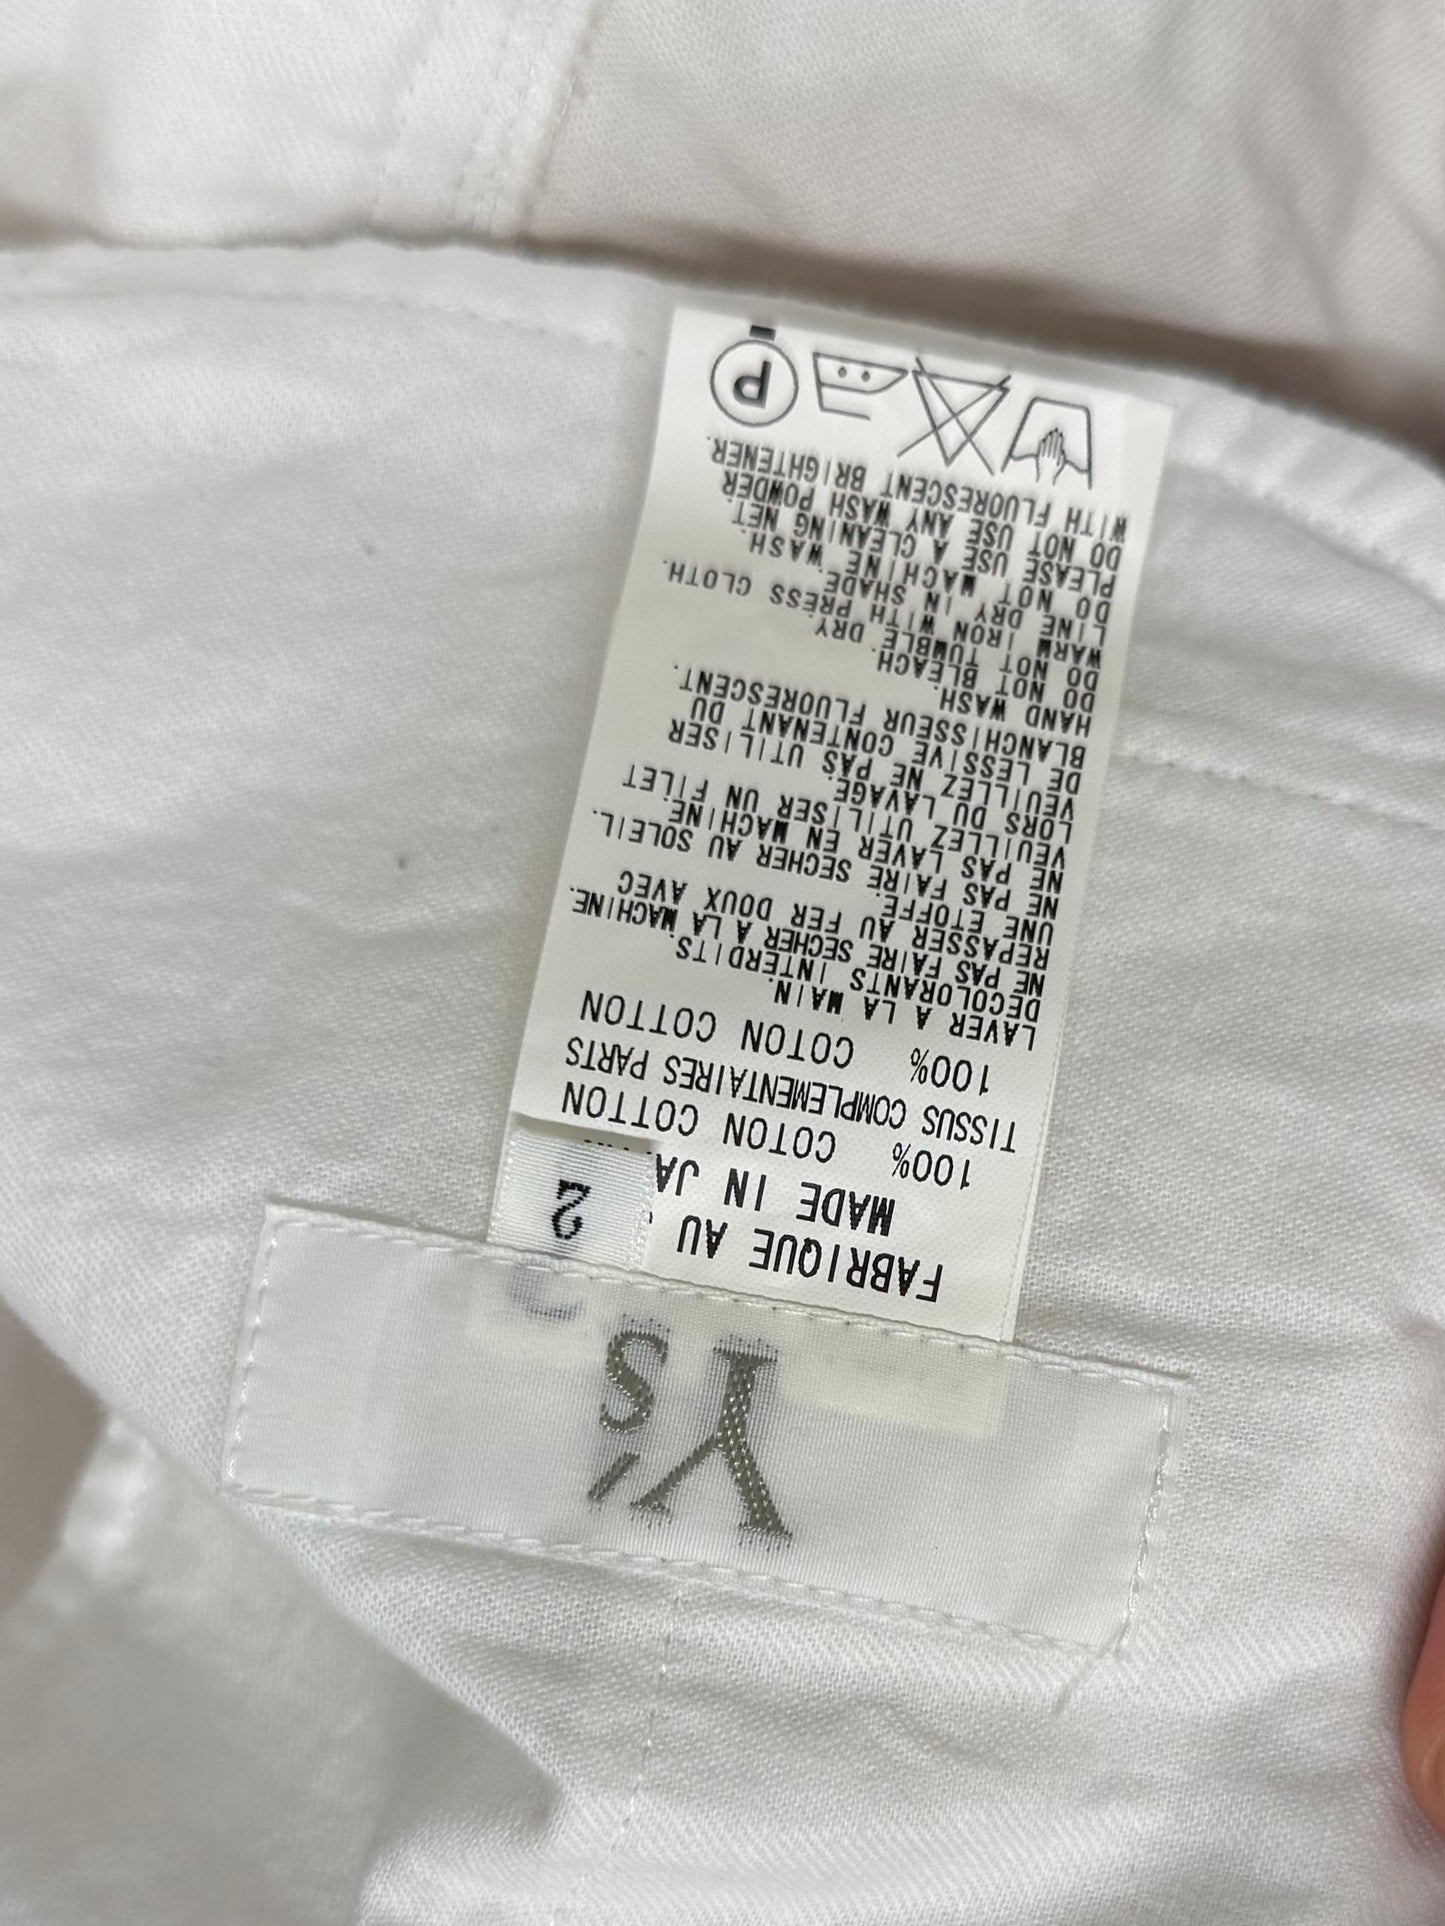 Y's
2
FABRIQUE AU
MADE IN JA
100% COTON COTTON
TISSUS COMPLEMENTAIRES PARTS
100% COTON COTTON
LAVER A LA MAIN.
DECOLORANTS INTERDITS.
NE PAS FAIRE SECHER A LA MACHINE.
REPASSER AU FER DOUX AVEC
UNE ETOFFE.
NE PAS FAIRE SECHER AU SOLEIL.
NE PAS LAVER EN MACHINE.
VEUILLEZ UTILISER UN FILET
LORS DU LAVAGE.
VEUILLEZ NE PAS UTILISER
DE LESSIVE CONTENANT DU
BLANCHISSEUR FLUORESCENT.
HAND WASH.
DO NOT BLEACH.
DO NOT TUMBLE DRY
WARM IRON WITH PRESS CLOTH.
LINE DRY IN SHADE.
DO NOT MACHINE WASH.
PLEASE USE A CLEANING NET.
DO NOT USE ANY WASH POWDER
WITH FLUORESCENT BRIGHTENER.
P